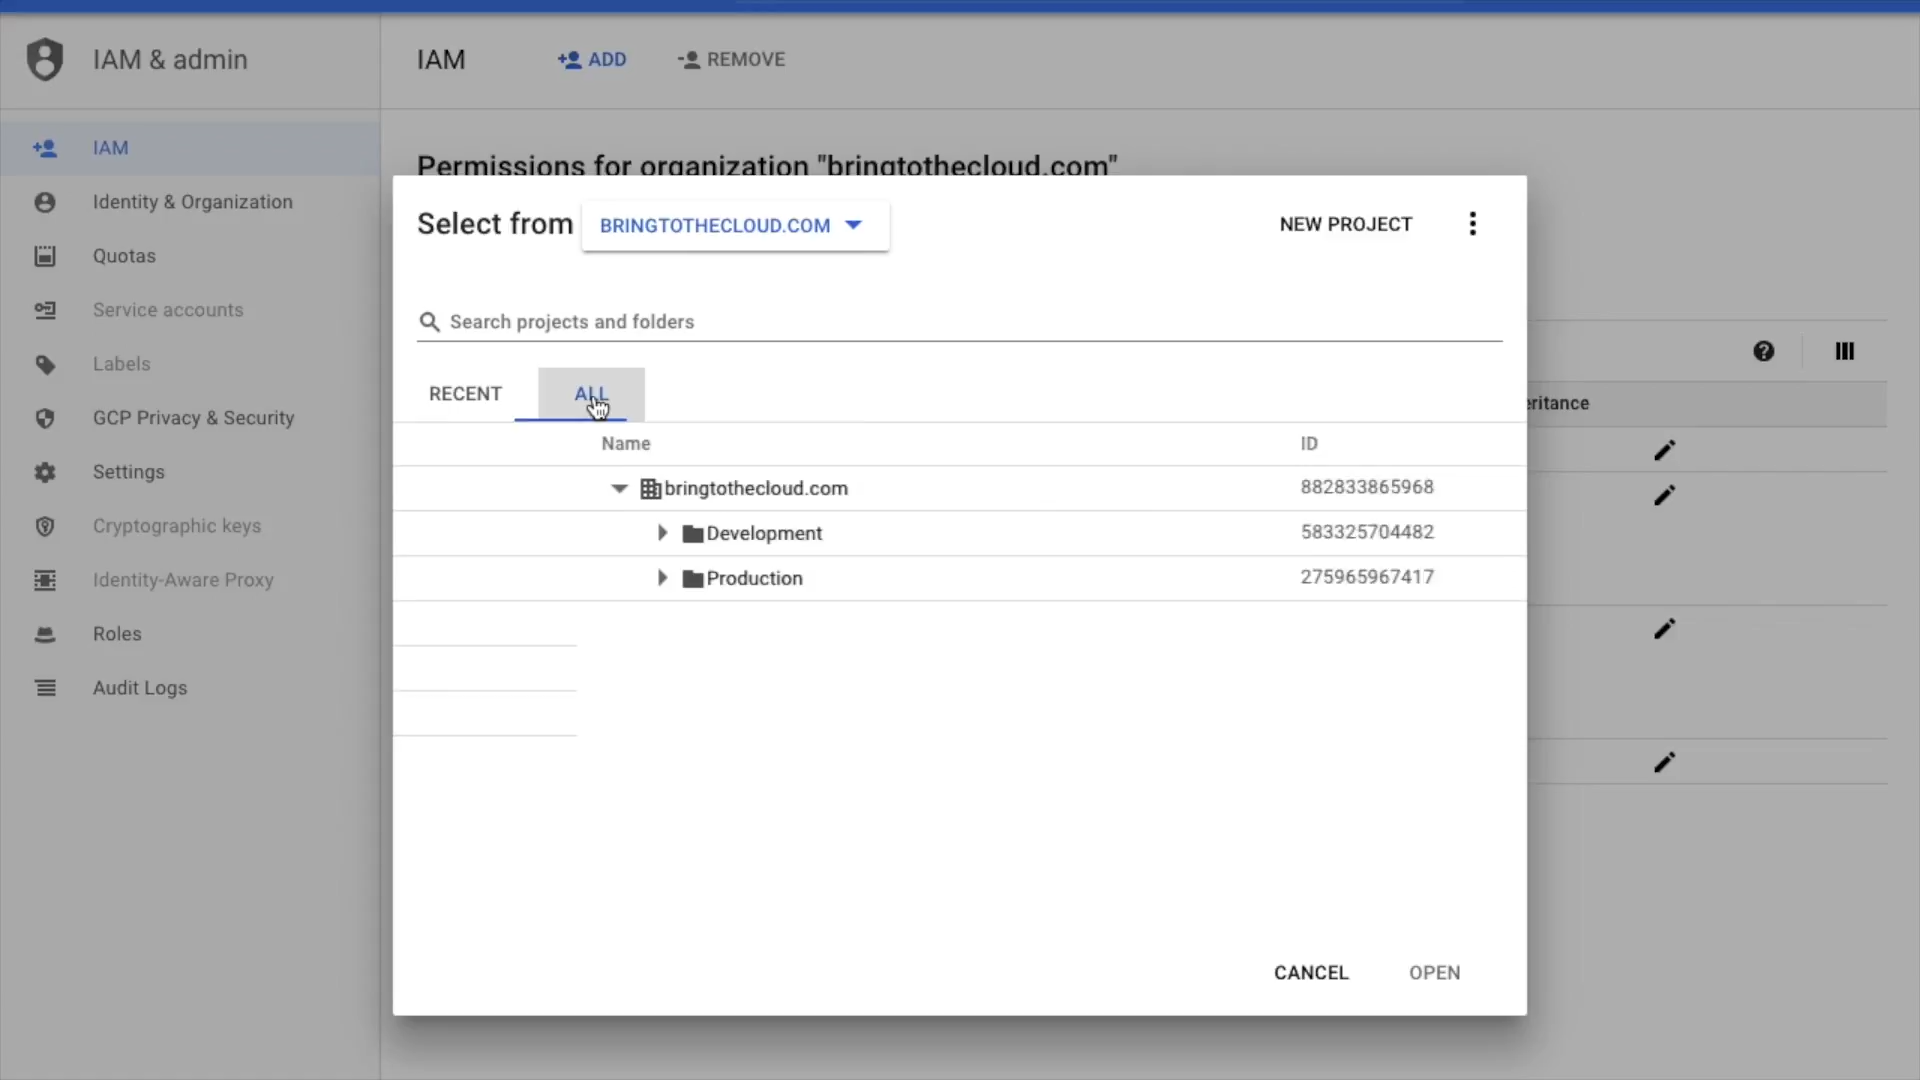 IAM & admin
IAM
ADD
REMOVE
IAM
Identity & Organization
Quotas
Service accounts
Labels
GCP Privacy & Security
Settings
Cryptographic keys
Identity-Aware Proxy
Roles
Audit Logs
Permissions for organization "bringtothecloud.com"
Select from
BRINGTOTHECLOUD.COM
NEW PROJECT
Search projects and folders
RECENT
ALL
Name
ID
bringtothecloud.com
882833865968
Development
583325704482
Production
275965967417
CANCEL
OPEN
eritance